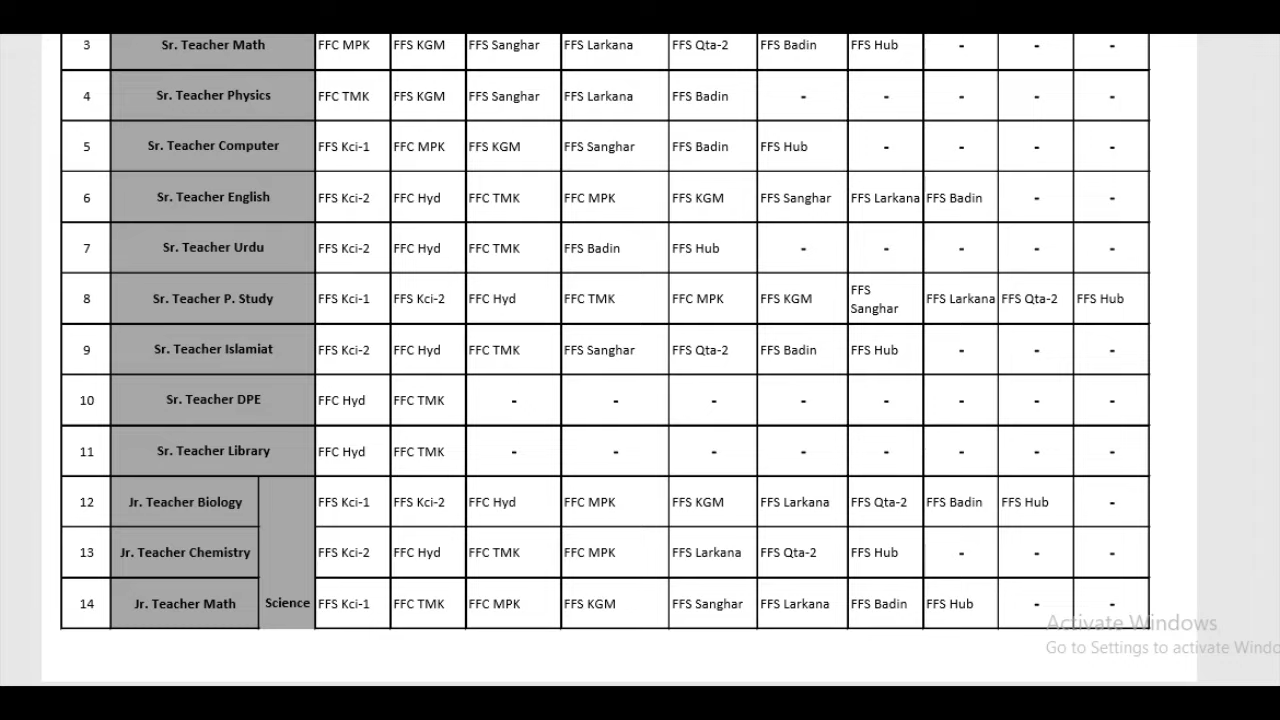 3 Sr. Teacher Math FFC MPK FFS KGM FFS Sanghar FFS Larkana FFS Qta-2 FFS Badin FFS Hub - - -
4 Sr. Teacher Physics FFC TMK FFS KGM FFS Sanghar FFS Larkana FFS Badin - - - - -
5 Sr. Teacher Computer FFS Kci-1 FFC MPK FFS KGM FFS Sanghar FFS Badin FFS Hub - - - -
6 Sr. Teacher English FFS Kci-2 FFC Hyd FFC TMK FFC MPK FFS KGM FFS Sanghar FFS Larkana FFS Badin - -
7 Sr. Teacher Urdu FFS Kci-2 FFC Hyd FFC TMK FFS Badin FFS Hub - - - - -
8 Sr. Teacher P. Study FFS Kci-1 FFS Kci-2 FFC Hyd FFC TMK FFC MPK FFS KGM FFS Sanghar FFS Larkana FFS Qta-2 FFS Hub
9 Sr. Teacher Islamiat FFS Kci-2 FFC Hyd FFC TMK FFS Sanghar FFS Qta-2 FFS Badin FFS Hub - - -
10 Sr. Teacher DPE FFC Hyd FFC TMK - - - - - - - -
11 Sr. Teacher Library FFC Hyd FFC TMK - - - - - - - -
12 Jr. Teacher Biology FFS Kci-1 FFS Kci-2 FFC Hyd FFC MPK FFS KGM FFS Larkana FFS Qta-2 FFS Badin FFS Hub -
13 Jr. Teacher Chemistry FFS Kci-2 FFC Hyd FFC TMK FFC MPK FFS Larkana FFS Qta-2 FFS Hub - - -
14 Jr. Teacher Math Science FFS Kci-1 FFC TMK FFC MPK FFS KGM FFS Sanghar FFS Larkana FFS Badin FFS Hub - -
Activate Windows
Go to Settings to activate Windo